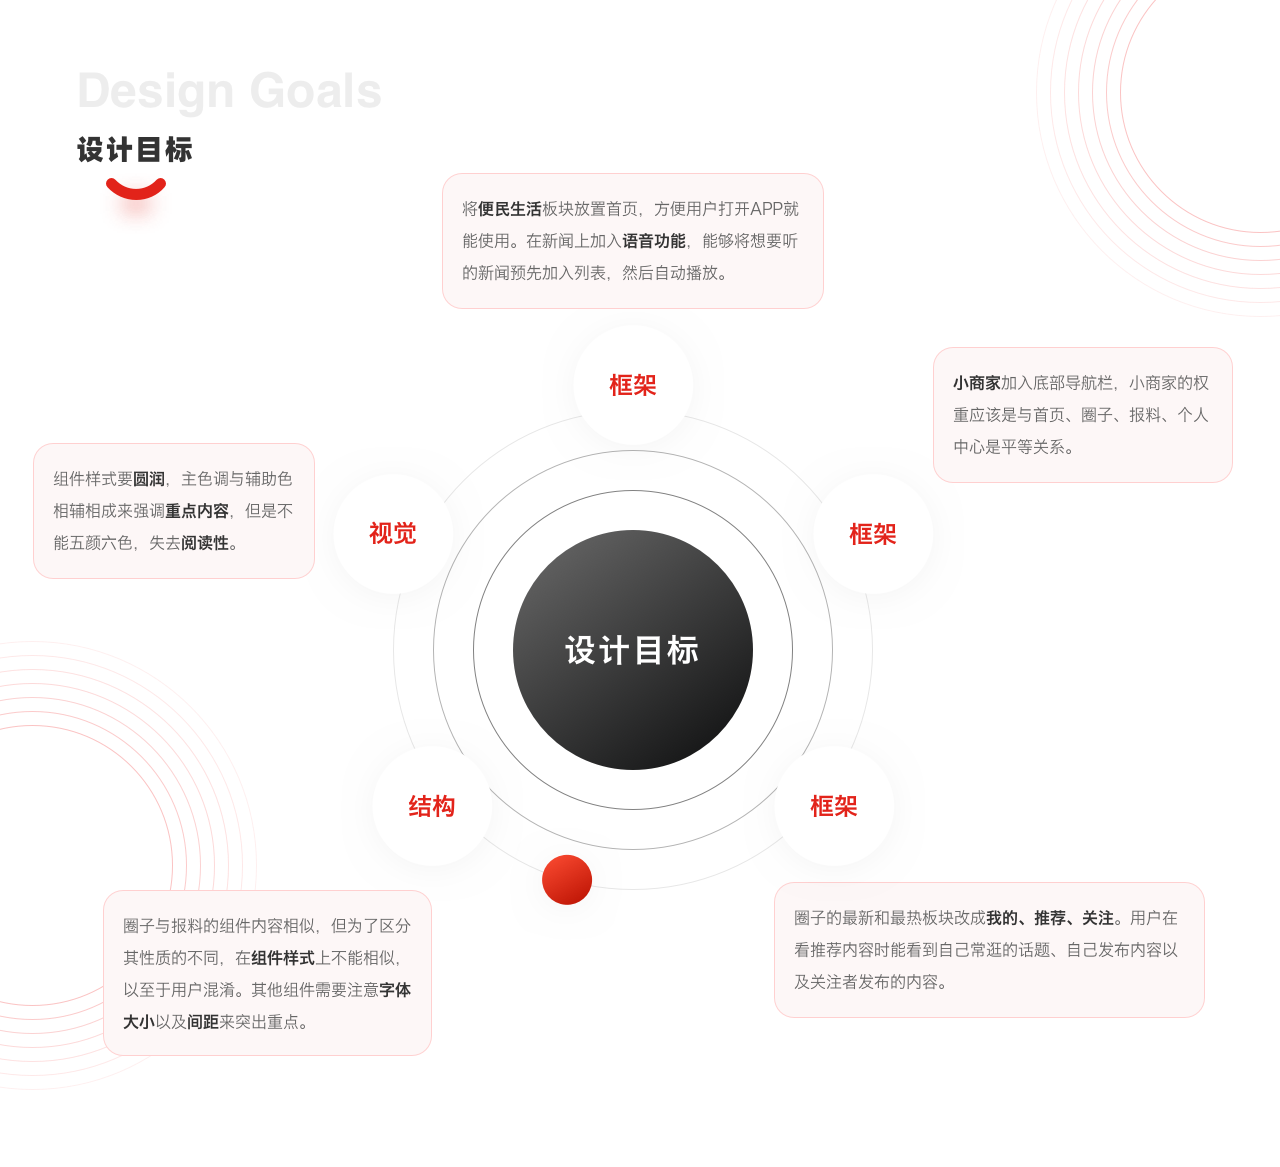 Design Goals
设计目标
将便民生活板块放置首页，方便用户打开APP就
能使用。在新闻上加入语音功能，能够将想要听
的新闻预先加入列表，然后自动播放。
框架
小商家加入底部导航栏，小商家的权
重应该是与首页、圈子、报料、个人
中心是平等关系。
组件样式要圆润，主色调与辅助色
相辅相成来强调重点内容，但是不
能五颜六色，失去阅读性。
视觉
框架
设计目标
结构
框架
圈子与报料的组件内容相似，但为了区分
其性质的不同，在组件样式上不能相似，
以至于用户混淆。其他组件需要注意字体
大小以及间距来突出重点。
圈子的最新和最热板块改成我的、推荐、关注。用户在
看推荐内容时能看到自己常逛的话题、自己发布内容以
及关注者发布的内容。